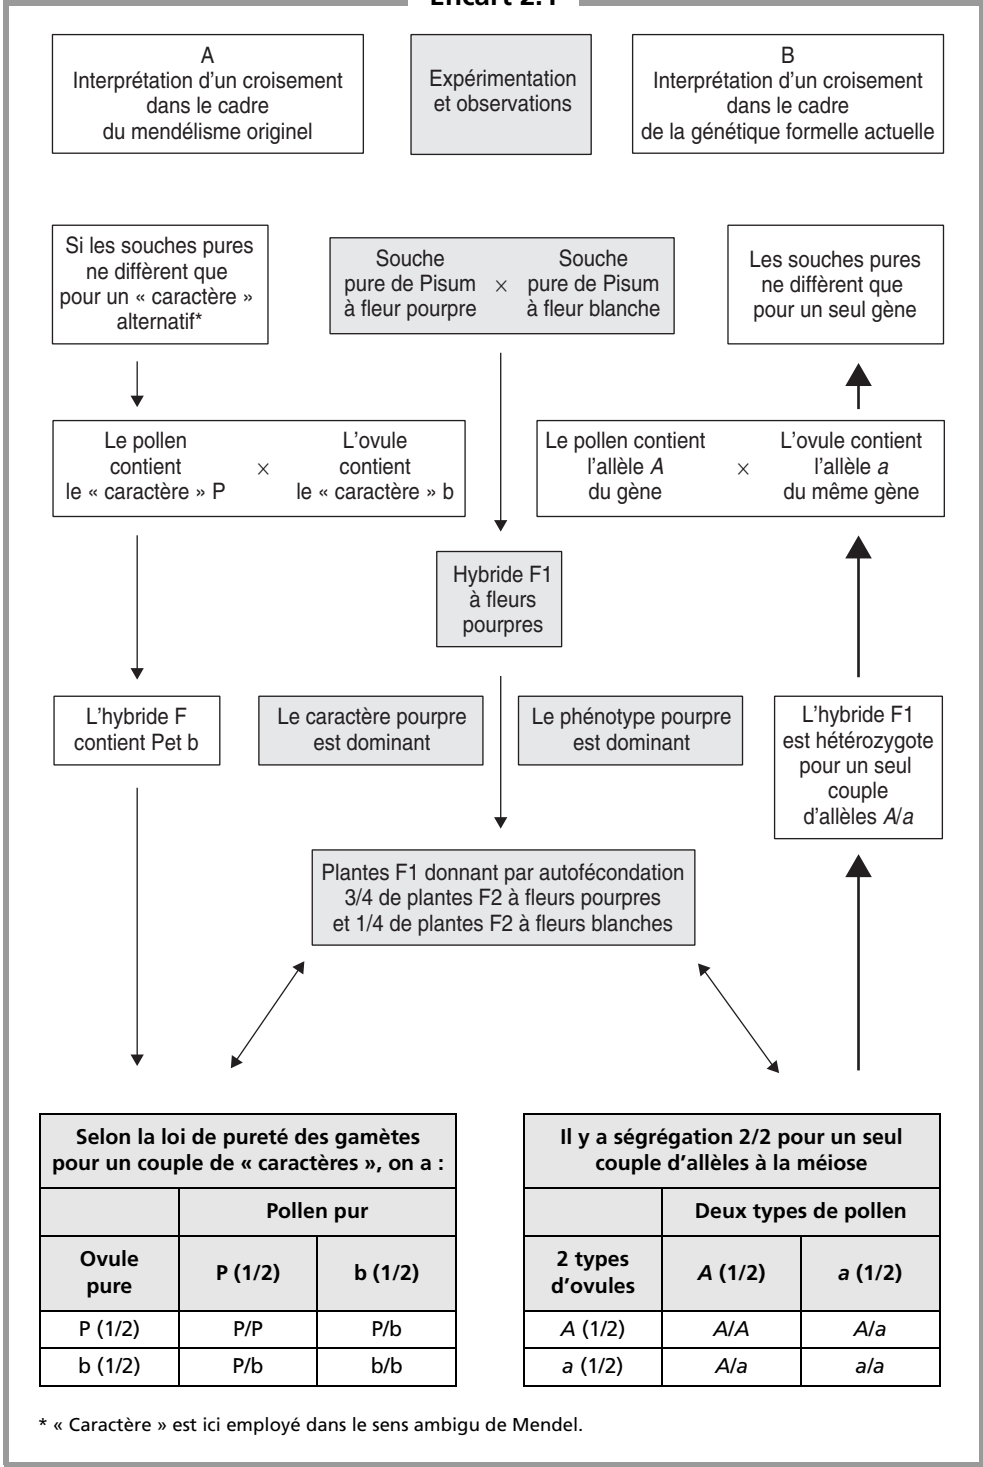 Encart 2.1
A
Interprétation d'un croisement
dans le cadre
du mendélisme originel
Expérimentation
et observations
B
Interprétation d'un croisement
dans le cadre
de la génétique formelle actuelle
Si les souches pures
ne diffèrent que
pour un « caractère »
alternatif*
Souche
pure de Pisum
à fleur pourpre
×
Souche
pure de Pisum
à fleur blanche
Les souches pures
ne diffèrent que
pour un seul gène
Le pollen
contient
le « caractère » P
×
L'ovule
contient
le « caractère » b
Le pollen contient
l'allèle A
du gène
×
L'ovule contient
l'allèle a
du même gène
Hybride F1
à fleurs
pourpres
L'hybride F
contient Pet b
Le caractère pourpre
est dominant
Le phénotype pourpre
est dominant
L'hybride F1
est hétérozygote
pour un seul
couple
d'allèles A/a
Plantes F1 donnant par autofécondation
3/4 de plantes F2 à fleurs pourpres
et 1/4 de plantes F2 à fleurs blanches
Selon la loi de pureté des gamètes
pour un couple de « caractères », on a :
Pollen pur
Ovule
pure
P (1/2) b (1/2)
P (1/2) P/P P/b
b (1/2) P/b b/b
Il y a ségrégation 2/2 pour un seul
couple d'allèles à la méiose
Deux types de pollen
2 types
d'ovules
A (1/2) a (1/2)
A (1/2) A/A A/a
a (1/2) A/a a/a
* « Caractère » est ici employé dans le sens ambigu de Mendel.